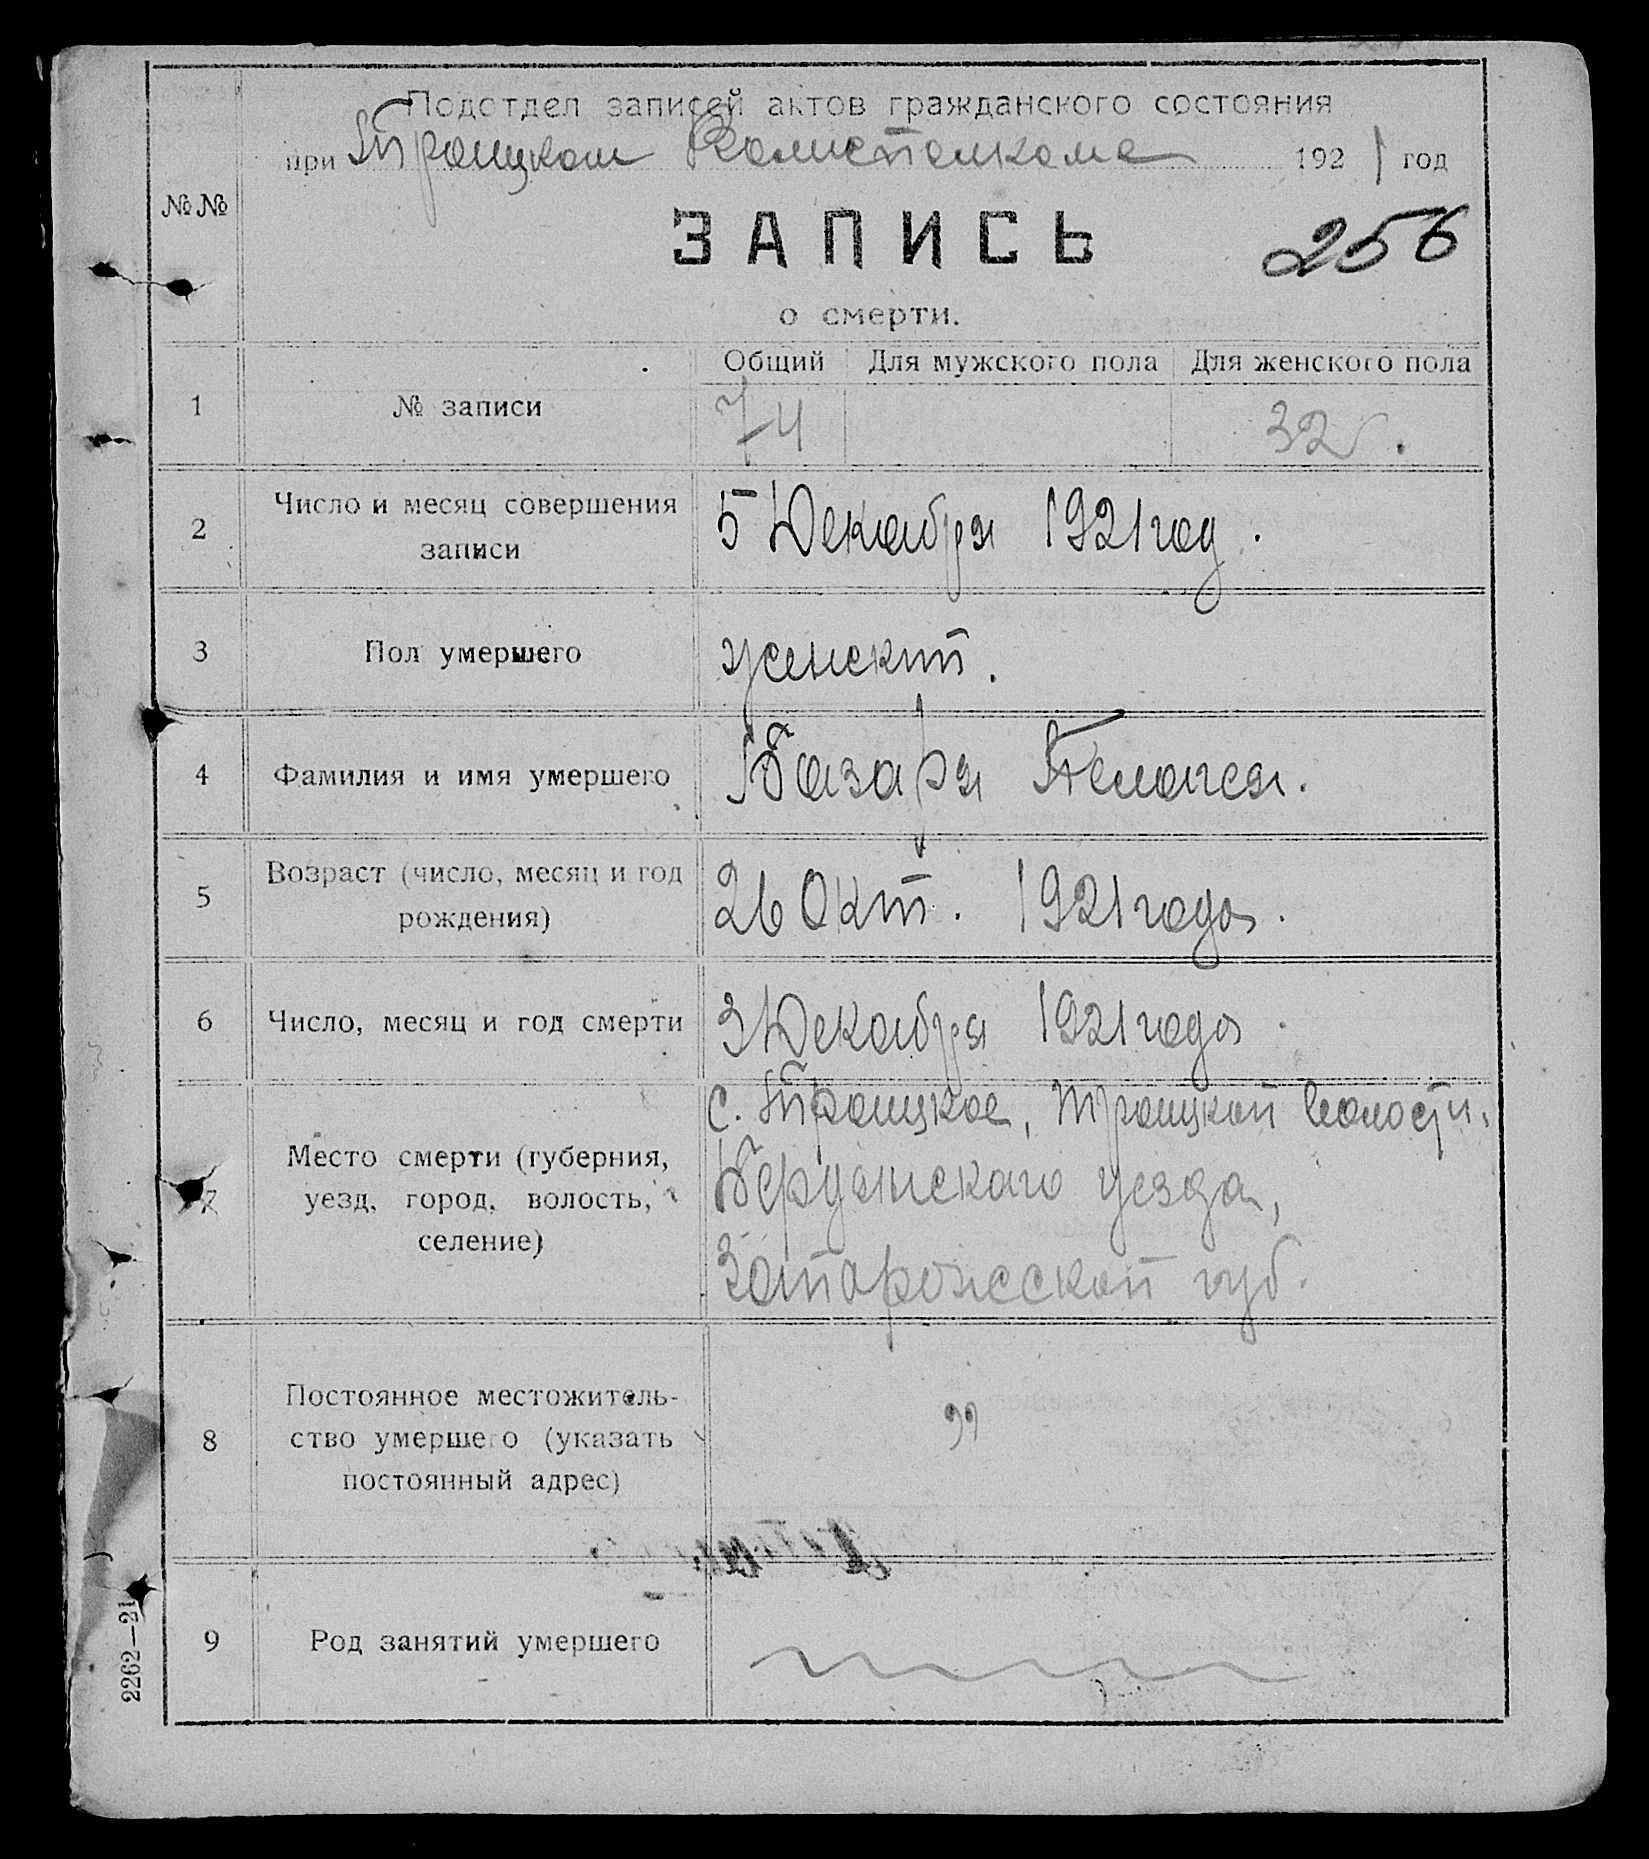 Подотдел записей актов гражданского состояния
при Троицком Волисполкоме 1921 год
№№
ЗАПИСЬ
256
о смерти.
Общий Для мужского пола Для женского пола
1 № записи 74 32.
2 Число и месяц совершения записи
5 Декабря 1921 год.
3 Пол умершего женский.
4 Фамилия и имя умершего Базаря Пелагея.
5 Возраст (число, месяц и год рождения)
26 Окт. 1921 года.
6 Число, месяц и год смерти 3 Декабря 1921 года.
7 Место смерти (губерния,
уезд, город, волость,
селение)
с. Троицкое, Троицкой волости,
Бердянского уезда,
Запорожской губ.
8 Постоянное местожитель-
ство умершего (указать
постоянный адрес)
"
9 Род занятий умершего
2262—21